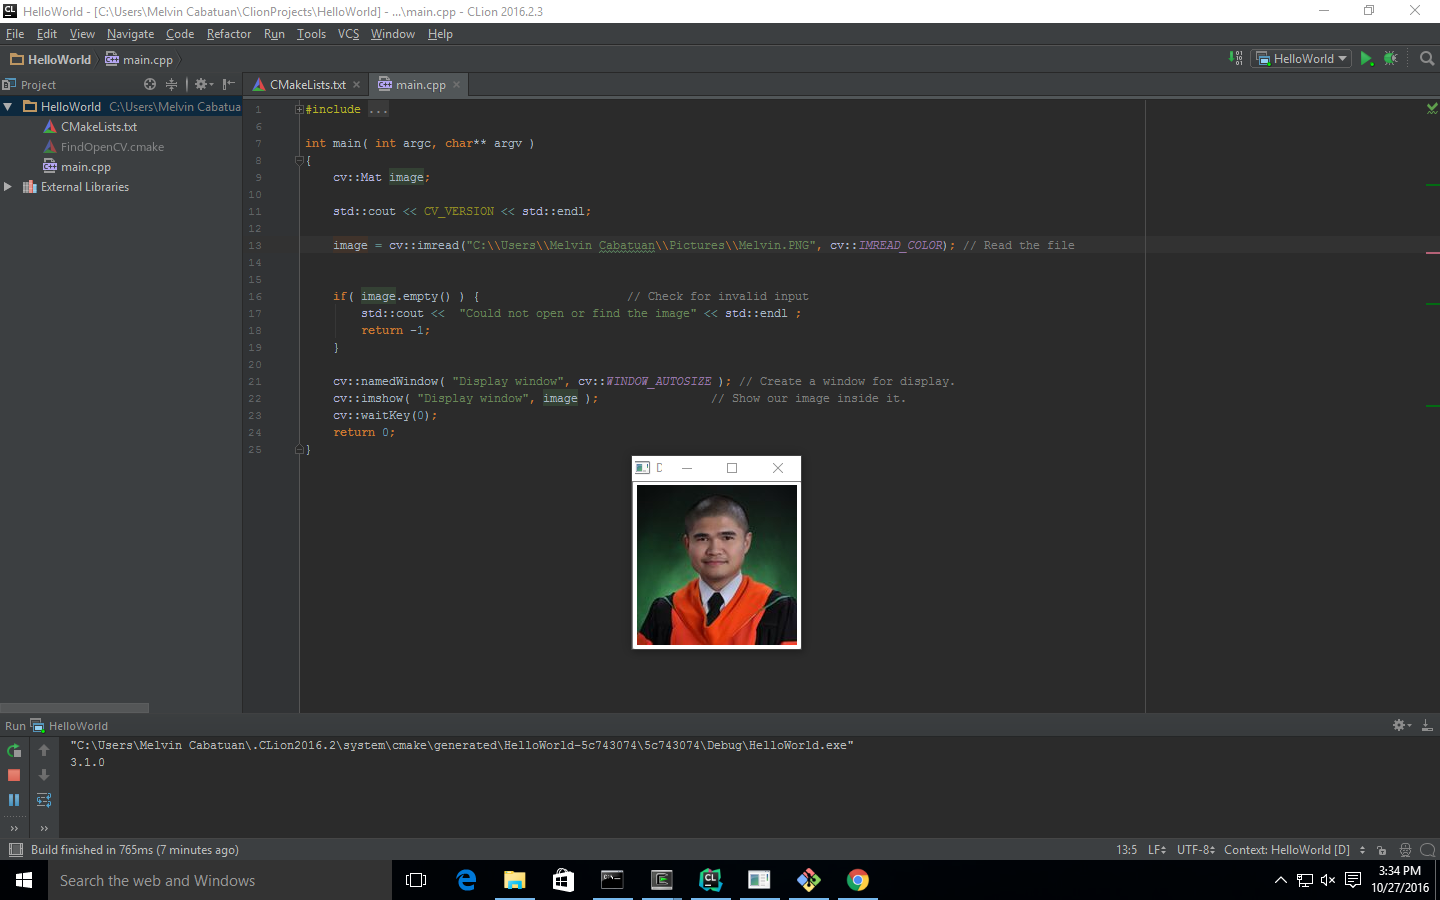 HelloWorld - [C:\Users\Melvin Cabatuan\ClionProjects\HelloWorld] - ...\main.cpp - CLion 2016.2.3
File Edit View Navigate Code Refactor Run Tools VCS Window Help
HelloWorld main.cpp HelloWorld
Project CMakeLists.txt main.cpp
HelloWorld C:\Users\Melvin Cabatua
CMakeLists.txt
FindOpenCV.cmake
main.cpp
External Libraries
1 #include ...
6
7 int main( int argc, char** argv )
8 {
9 cv::Mat image;
10
11 std::cout << CV_VERSION << std::endl;
12
13 image = cv::imread("C:\\Users\\Melvin Cabatuan\\Pictures\\Melvin.PNG", cv::IMREAD_COLOR); // Read the file
14
15
16 if( image.empty() ) { // Check for invalid input
17 std::cout << "Could not open or find the image" << std::endl ;
18 return -1;
19 }
20
21 cv::namedWindow( "Display window", cv::WINDOW_AUTOSIZE ); // Create a window for display.
22 cv::imshow( "Display window", image ); // Show our image inside it.
23 cv::waitKey(0);
24 return 0;
25 }
D
Run HelloWorld
"C:\Users\Melvin Cabatuan\.CLion2016.2\system\cmake\generated\HelloWorld-5c743074\5c743074\Debug\HelloWorld.exe"
3.1.0
Build finished in 765ms (7 minutes ago) 13:5 LF UTF-8 Context: HelloWorld [D]
Search the web and Windows
3:34 PM
10/27/2016